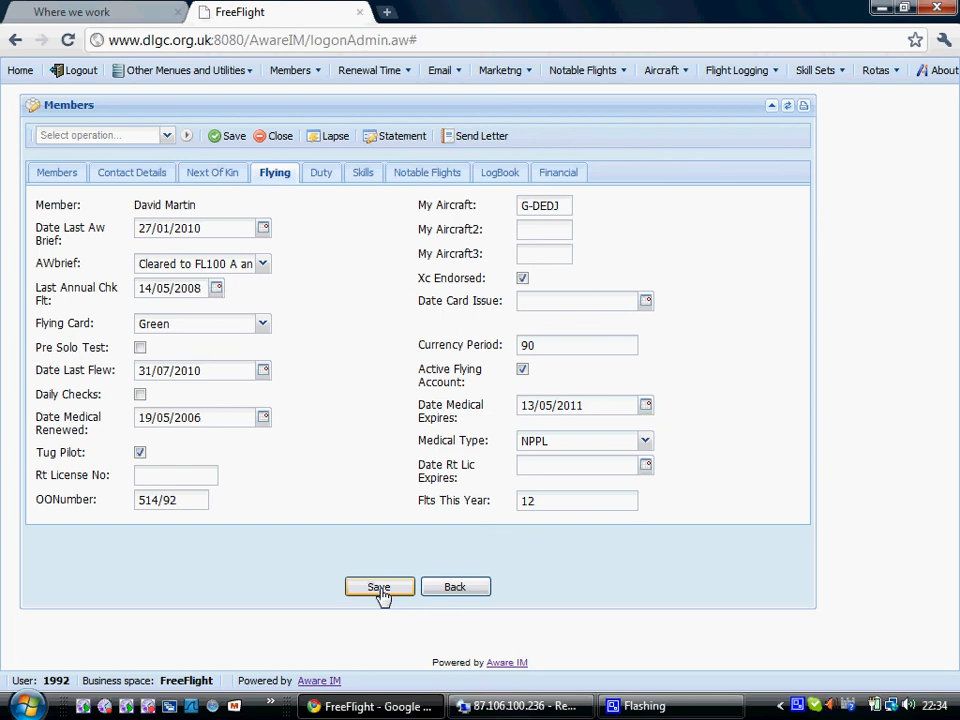 Where we work
FreeFlight
www.dlgc.org.uk:8080/AwareIM/logonAdmin.aw#
Home Logout Other Menues and Utilities Members Renewal Time Email Marketng Notable Flights Aircraft Flight Logging Skill Sets Rotas About
Members
Select operation... Save Close Lapse Statement Send Letter
Members Contact Details Next Of Kin Flying Duty Skills Notable Flights LogBook Financial
Member: David Martin
Date Last Aw
Brief: 27/01/2010
AWbrief: Cleared to FL100 A an
Last Annual Chk
Flt: 14/05/2008
Flying Card: Green
Pre Solo Test:
Date Last Flew: 31/07/2010
Daily Checks:
Date Medical
Renewed: 19/05/2006
Tug Pilot:
Rt License No:
OONumber: 514/92
My Aircraft: G-DEDJ
My Aircraft2:
My Aircraft3:
Xc Endorsed:
Date Card Issue:
Currency Period: 90
Active Flying
Account:
Date Medical
Expires: 13/05/2011
Medical Type: NPPL
Date Rt Lic
Expires:
Flts This Year: 12
Save Back
Powered by Aware IM
User: 1992 Business space: FreeFlight Powered by Aware IM
FreeFlight - Google ... 87.106.100.236 - Re... Flashing 22:34